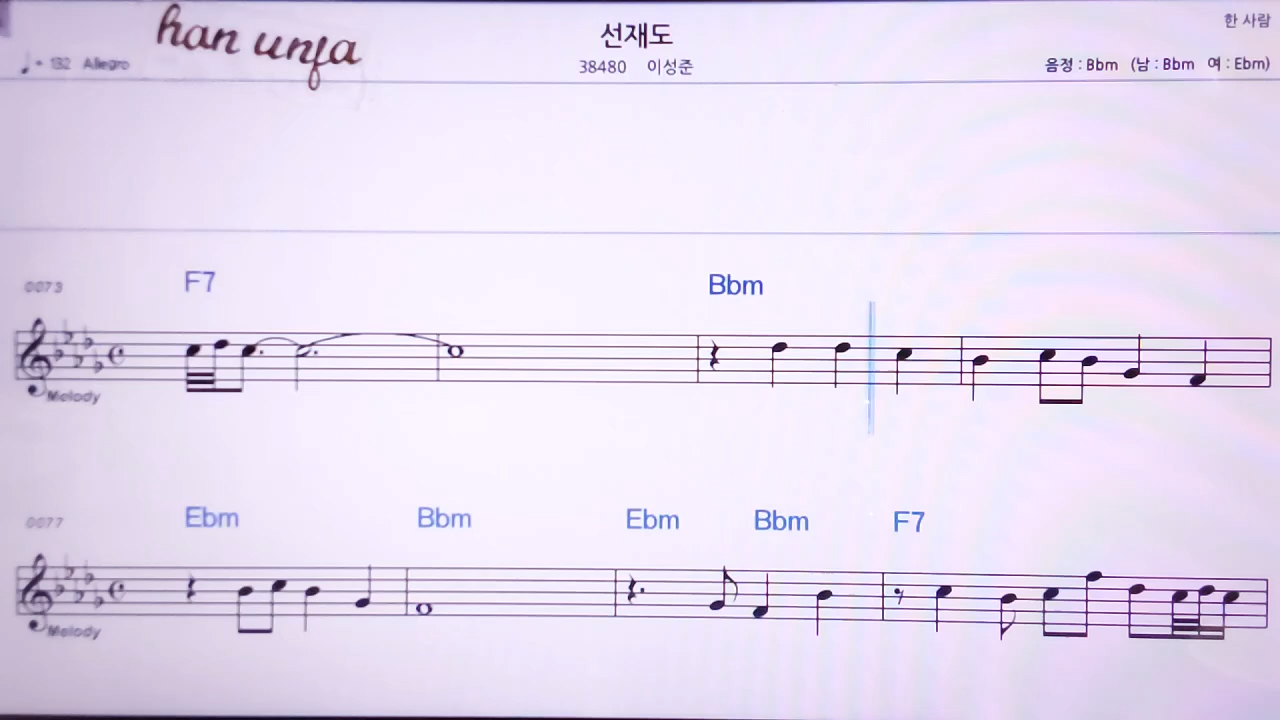 han unfa
선재도
한 사람
♩= 132 Allegro
38480 이성준
음정 : Bbm (남 : Bbm 여 : Ebm)
F7 Bbm
0073
Melody
Ebm Bbm Ebm Bbm F7
0077
Melody